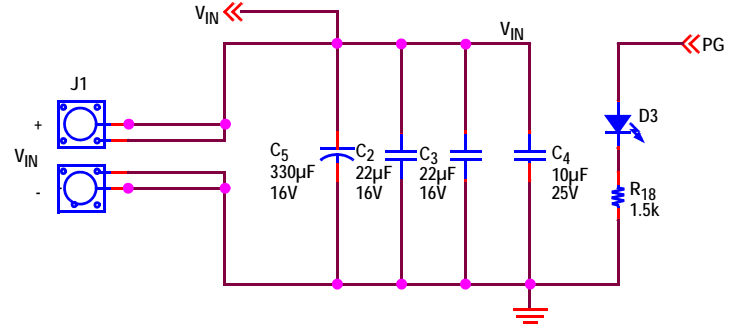 VIN
VIN
PG
J1
+
VIN
-
C5
330µF
16V
C2
22µF
16V
C3
22µF
16V
C4
10µF
25V
D3
R18
1.5k